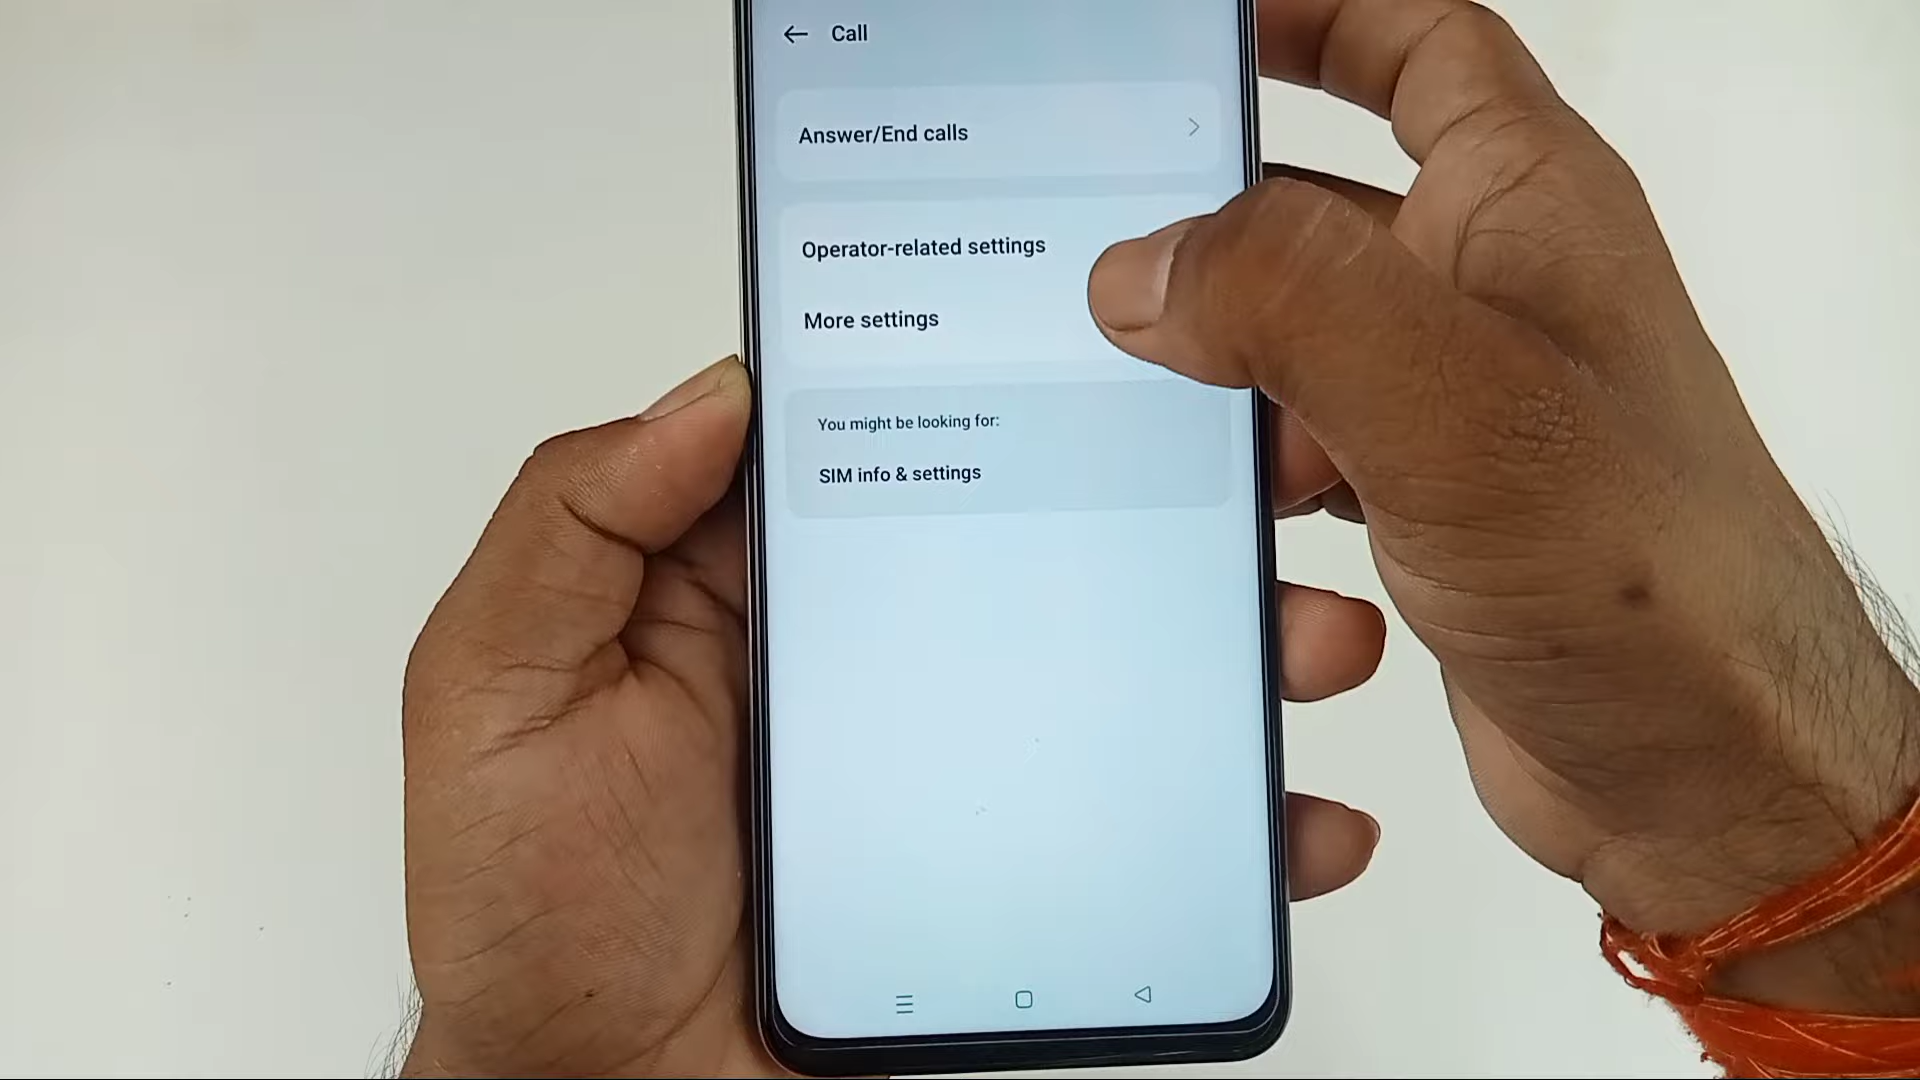 Call
Answer/End calls
Operator-related settings
More settings
You might be looking for:
SIM info & settings